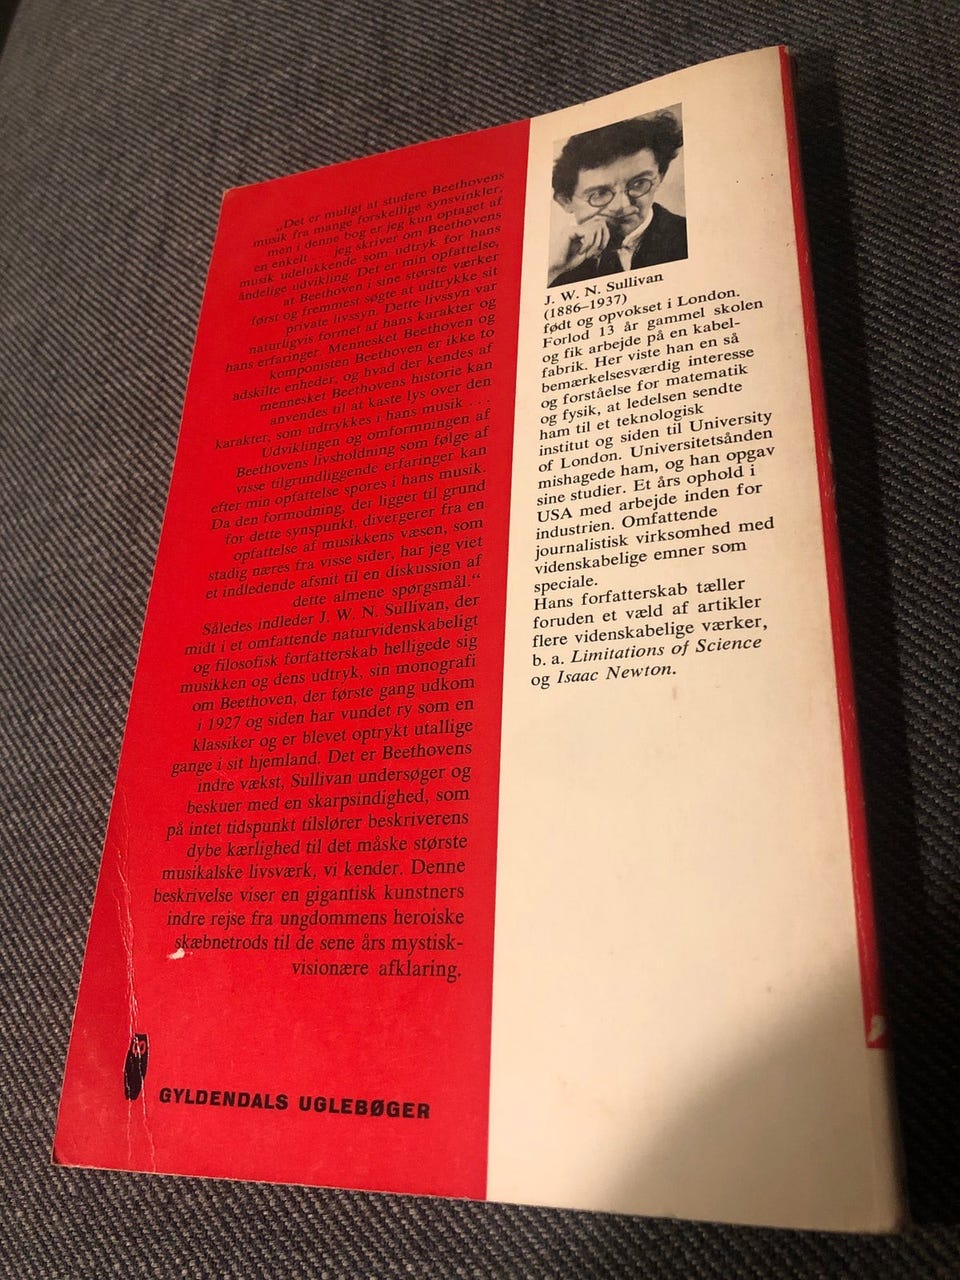 „Det er muligt at studere Beethovens
musik fra mange forskellige synsvinkler,
men i denne bog er jeg kun optaget af
en enkelt . . . jeg skriver om Beethovens
musik udelukkende som udtryk for hans
åndelige udvikling. Det er min opfattelse,
at Beethoven i sine største værker
først og fremmest søgte at udtrykke sit
private livssyn. Dette livssyn var
naturligvis formet af hans karakter og
hans erfaringer. Mennesket Beethoven og
komponisten Beethoven er ikke to
adskilte enheder, og hvad der kendes af
mennesket Beethovens historie kan
anvendes til at kaste lys over den
karakter, som udtrykkes i hans musik . . .
Udviklingen og omformningen af
Beethovens livsholdning som følge af
visse tilgrundliggende erfaringer kan
efter min opfattelse spores i hans musik.
Da den formodning, der ligger til grund
for dette synspunkt, divergerer fra en
opfattelse af musikkens væsen, som
stadig næres fra visse sider, har jeg viet
et indledende afsnit til en diskussion af
dette almene spørgsmål.“
Således indleder J. W. N. Sullivan, der
midt i et omfattende naturvidenskabeligt
og filosofisk forfatterskab helligede sig
musikken og dens udtryk, sin monografi
om Beethoven, der første gang udkom
i 1927 og siden har vundet ry som en
klassiker og er blevet optrykt utallige
gange i sit hjemland. Det er Beethovens
indre vækst, Sullivan undersøger og
beskuer med en skarpsindighed, som
på intet tidspunkt tilslører beskriverens
dybe kærlighed til det måske største
musikalske livsværk, vi kender. Denne
beskrivelse viser en gigantisk kunstners
indre rejse fra ungdommens heroiske
skæbnetrods til de sene års mystisk-
visionære afklaring.
GYLDENDALS UGLEBØGER
J. W. N. Sullivan
(1886–1937)
født og opvokset i London.
Forlod 13 år gammel skolen
og fik arbejde på en kabel-
fabrik. Her viste han en så
bemærkelsesværdig interesse
og forståelse for matematik
og fysik, at ledelsen sendte
ham til et teknologisk
institut og siden til University
of London. Universitetsånden
mishagede ham, og han opgav
sine studier. Et års ophold i
USA med arbejde inden for
industrien. Omfattende
journalistisk virksomhed med
videnskabelige emner som
speciale.
Hans forfatterskab tæller
foruden et væld af artikler
flere videnskabelige værker,
b. a. Limitations of Science
og Isaac Newton.